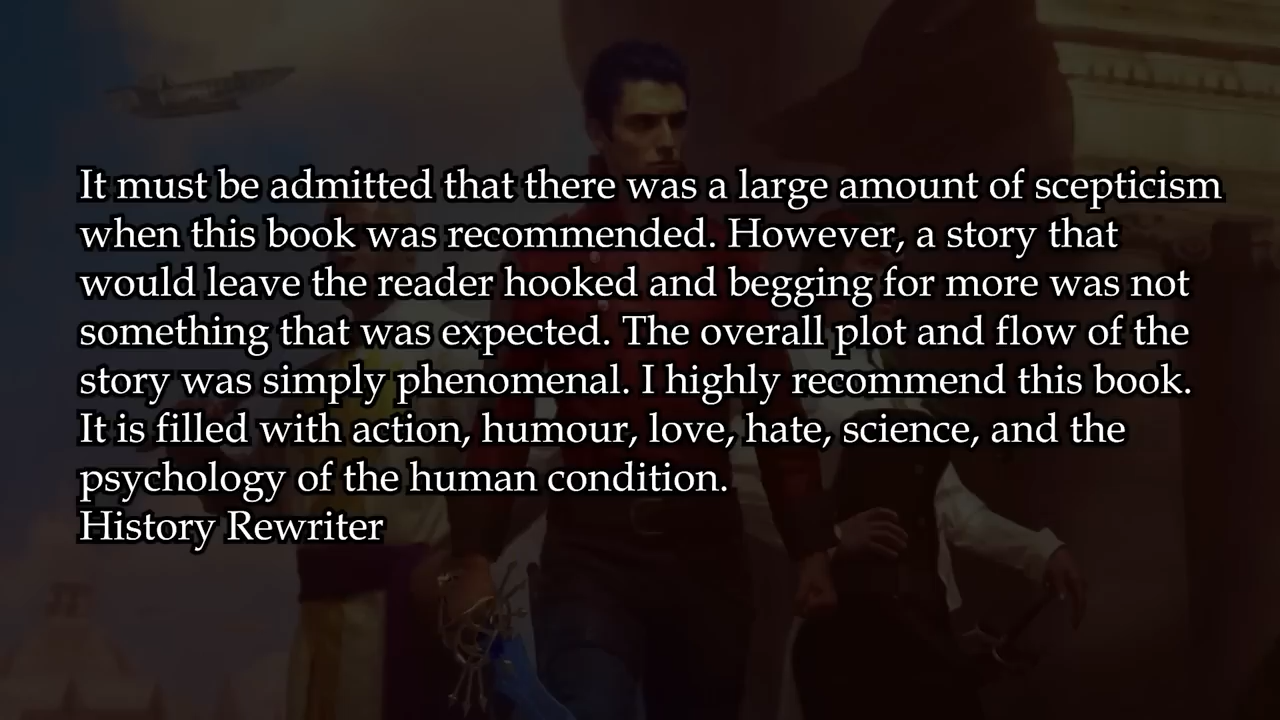 It must be admitted that there was a large amount of scepticism
when this book was recommended. However, a story that
would leave the reader hooked and begging for more was not
something that was expected. The overall plot and flow of the
story was simply phenomenal. I highly recommend this book.
It is filled with action, humour, love, hate, science, and the
psychology of the human condition.
History Rewriter